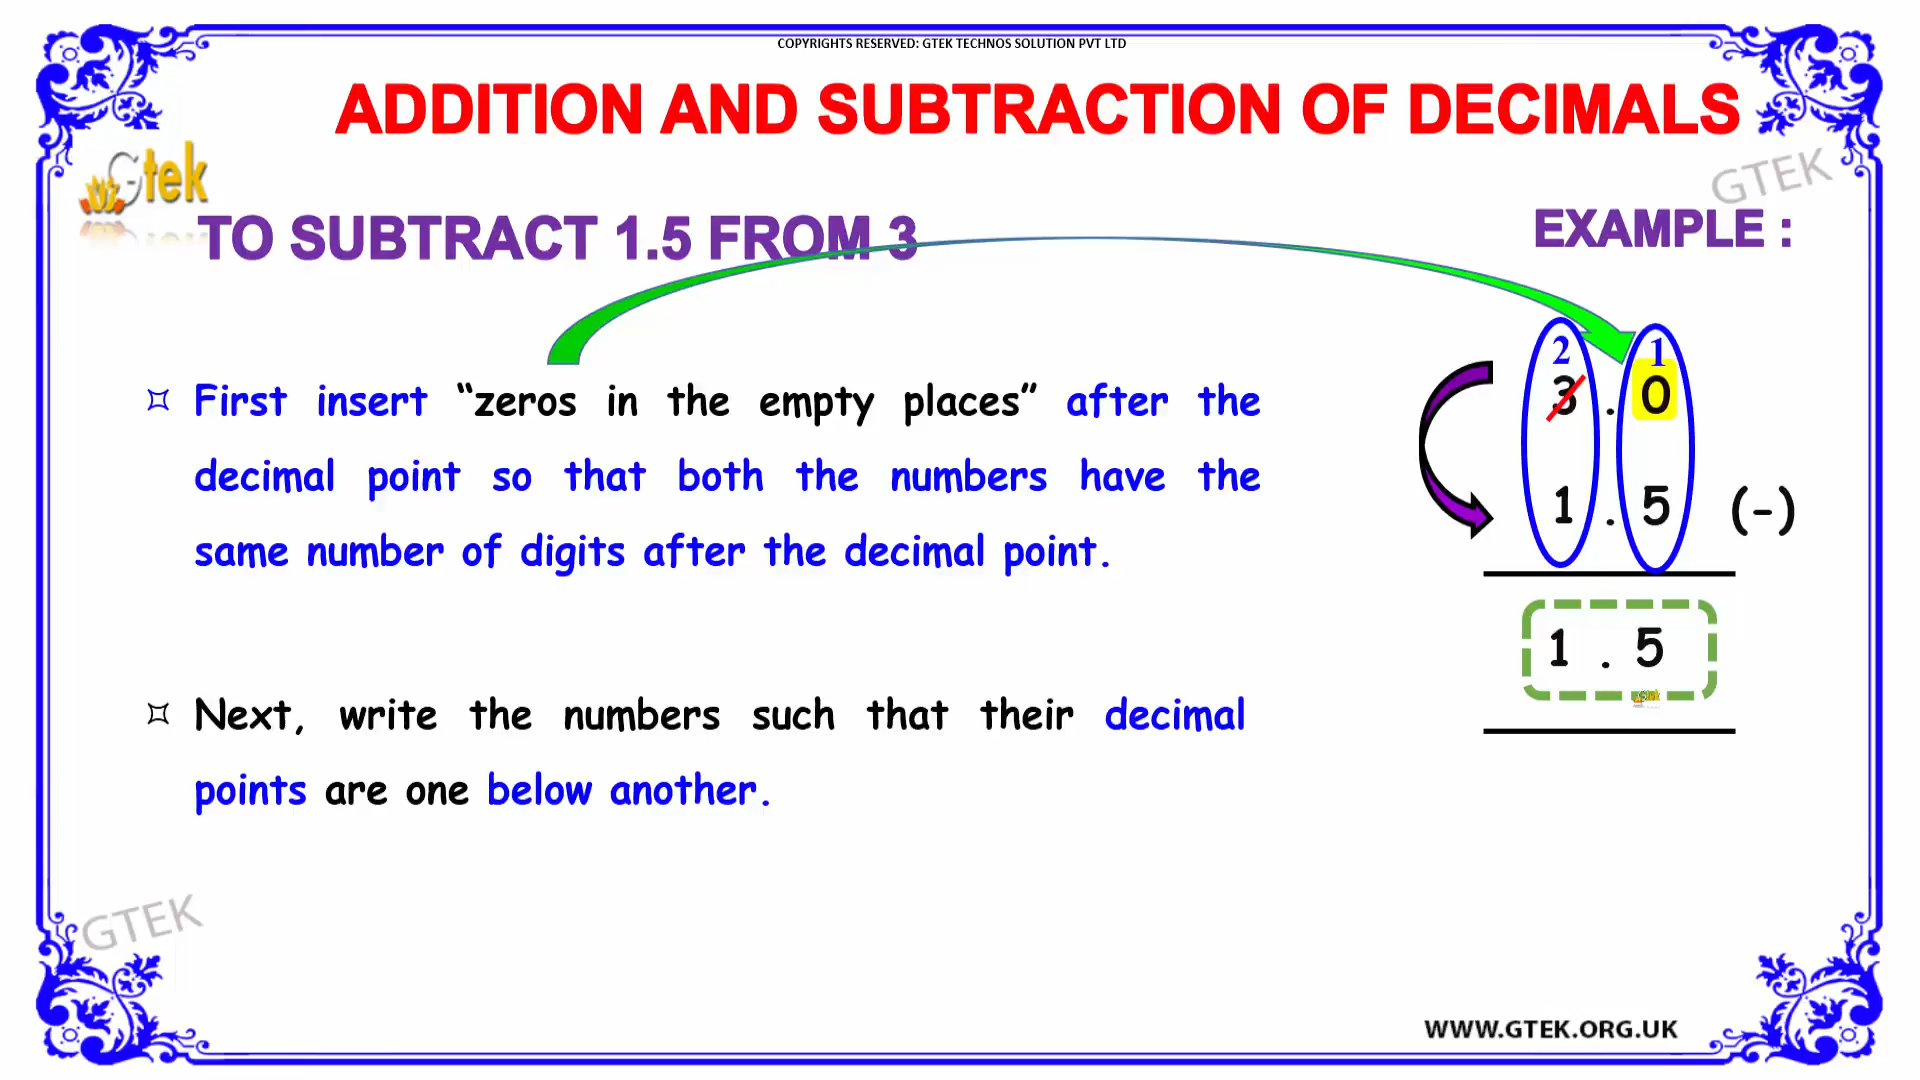 COPYRIGHTS RESERVED: GTEK TECHNOS SOLUTION PVT LTD
ADDITION AND SUBTRACTION OF DECIMALS
Gtek
GTEK
TO SUBTRACT 1.5 FROM 3
EXAMPLE :
2 1
3 . 0
First insert “zeros in the empty places” after the
decimal point so that both the numbers have the
1 . 5 (-)
same number of digits after the decimal point.
1 . 5
Next, write the numbers such that their decimal
points are one below another.
GTEK
WWW.GTEK.ORG.UK